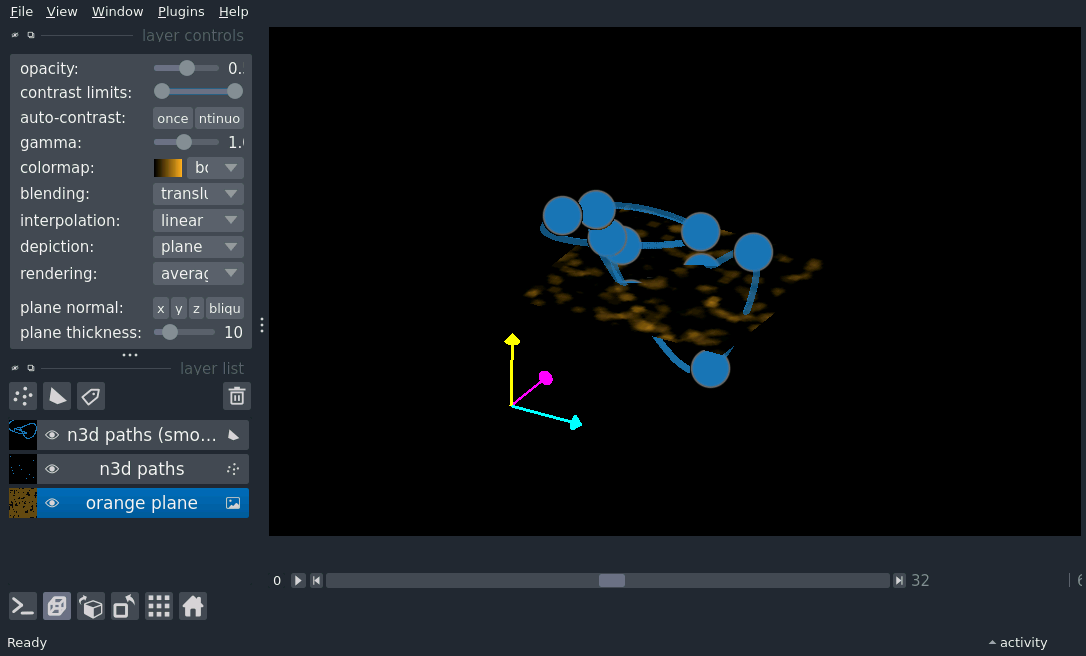 File View Window Plugins Help
layer controls
opacity: 0.
contrast limits:
auto-contrast: once ntinuo
gamma: 1.0
colormap: bo
blending: translu
interpolation: linear
depiction: plane
rendering: averag
plane normal: x y z bliqu
plane thickness: 10
layer list
n3d paths (smo...
n3d paths
orange plane
0 32
Ready
activity